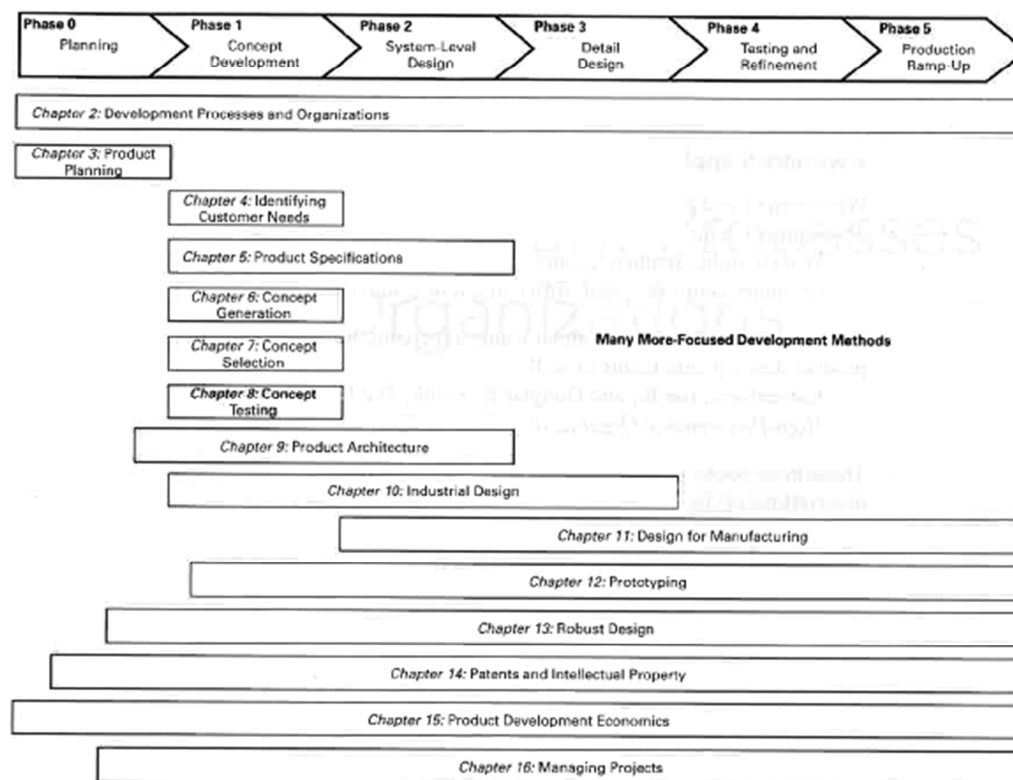 Phase 0
Planning
Phase 1
Concept
Development
Phase 2
System-Level
Design
Phase 3
Detail
Design
Phase 4
Testing and
Refinement
Phase 5
Production
Ramp-Up
Chapter 2: Development Processes and Organizations
Chapter 3: Product
Planning
Chapter 4: Identifying
Customer Needs
Chapter 5: Product Specifications
Chapter 6: Concept
Generation
Chapter 7: Concept
Selection
Many More-Focused Development Methods
Chapter 8: Concept
Testing
Chapter 9: Product Architecture
Chapter 10: Industrial Design
Chapter 11: Design for Manufacturing
Chapter 12: Prototyping
Chapter 13: Robust Design
Chapter 14: Patents and Intellectual Property
Chapter 15: Product Development Economics
Chapter 16: Managing Projects